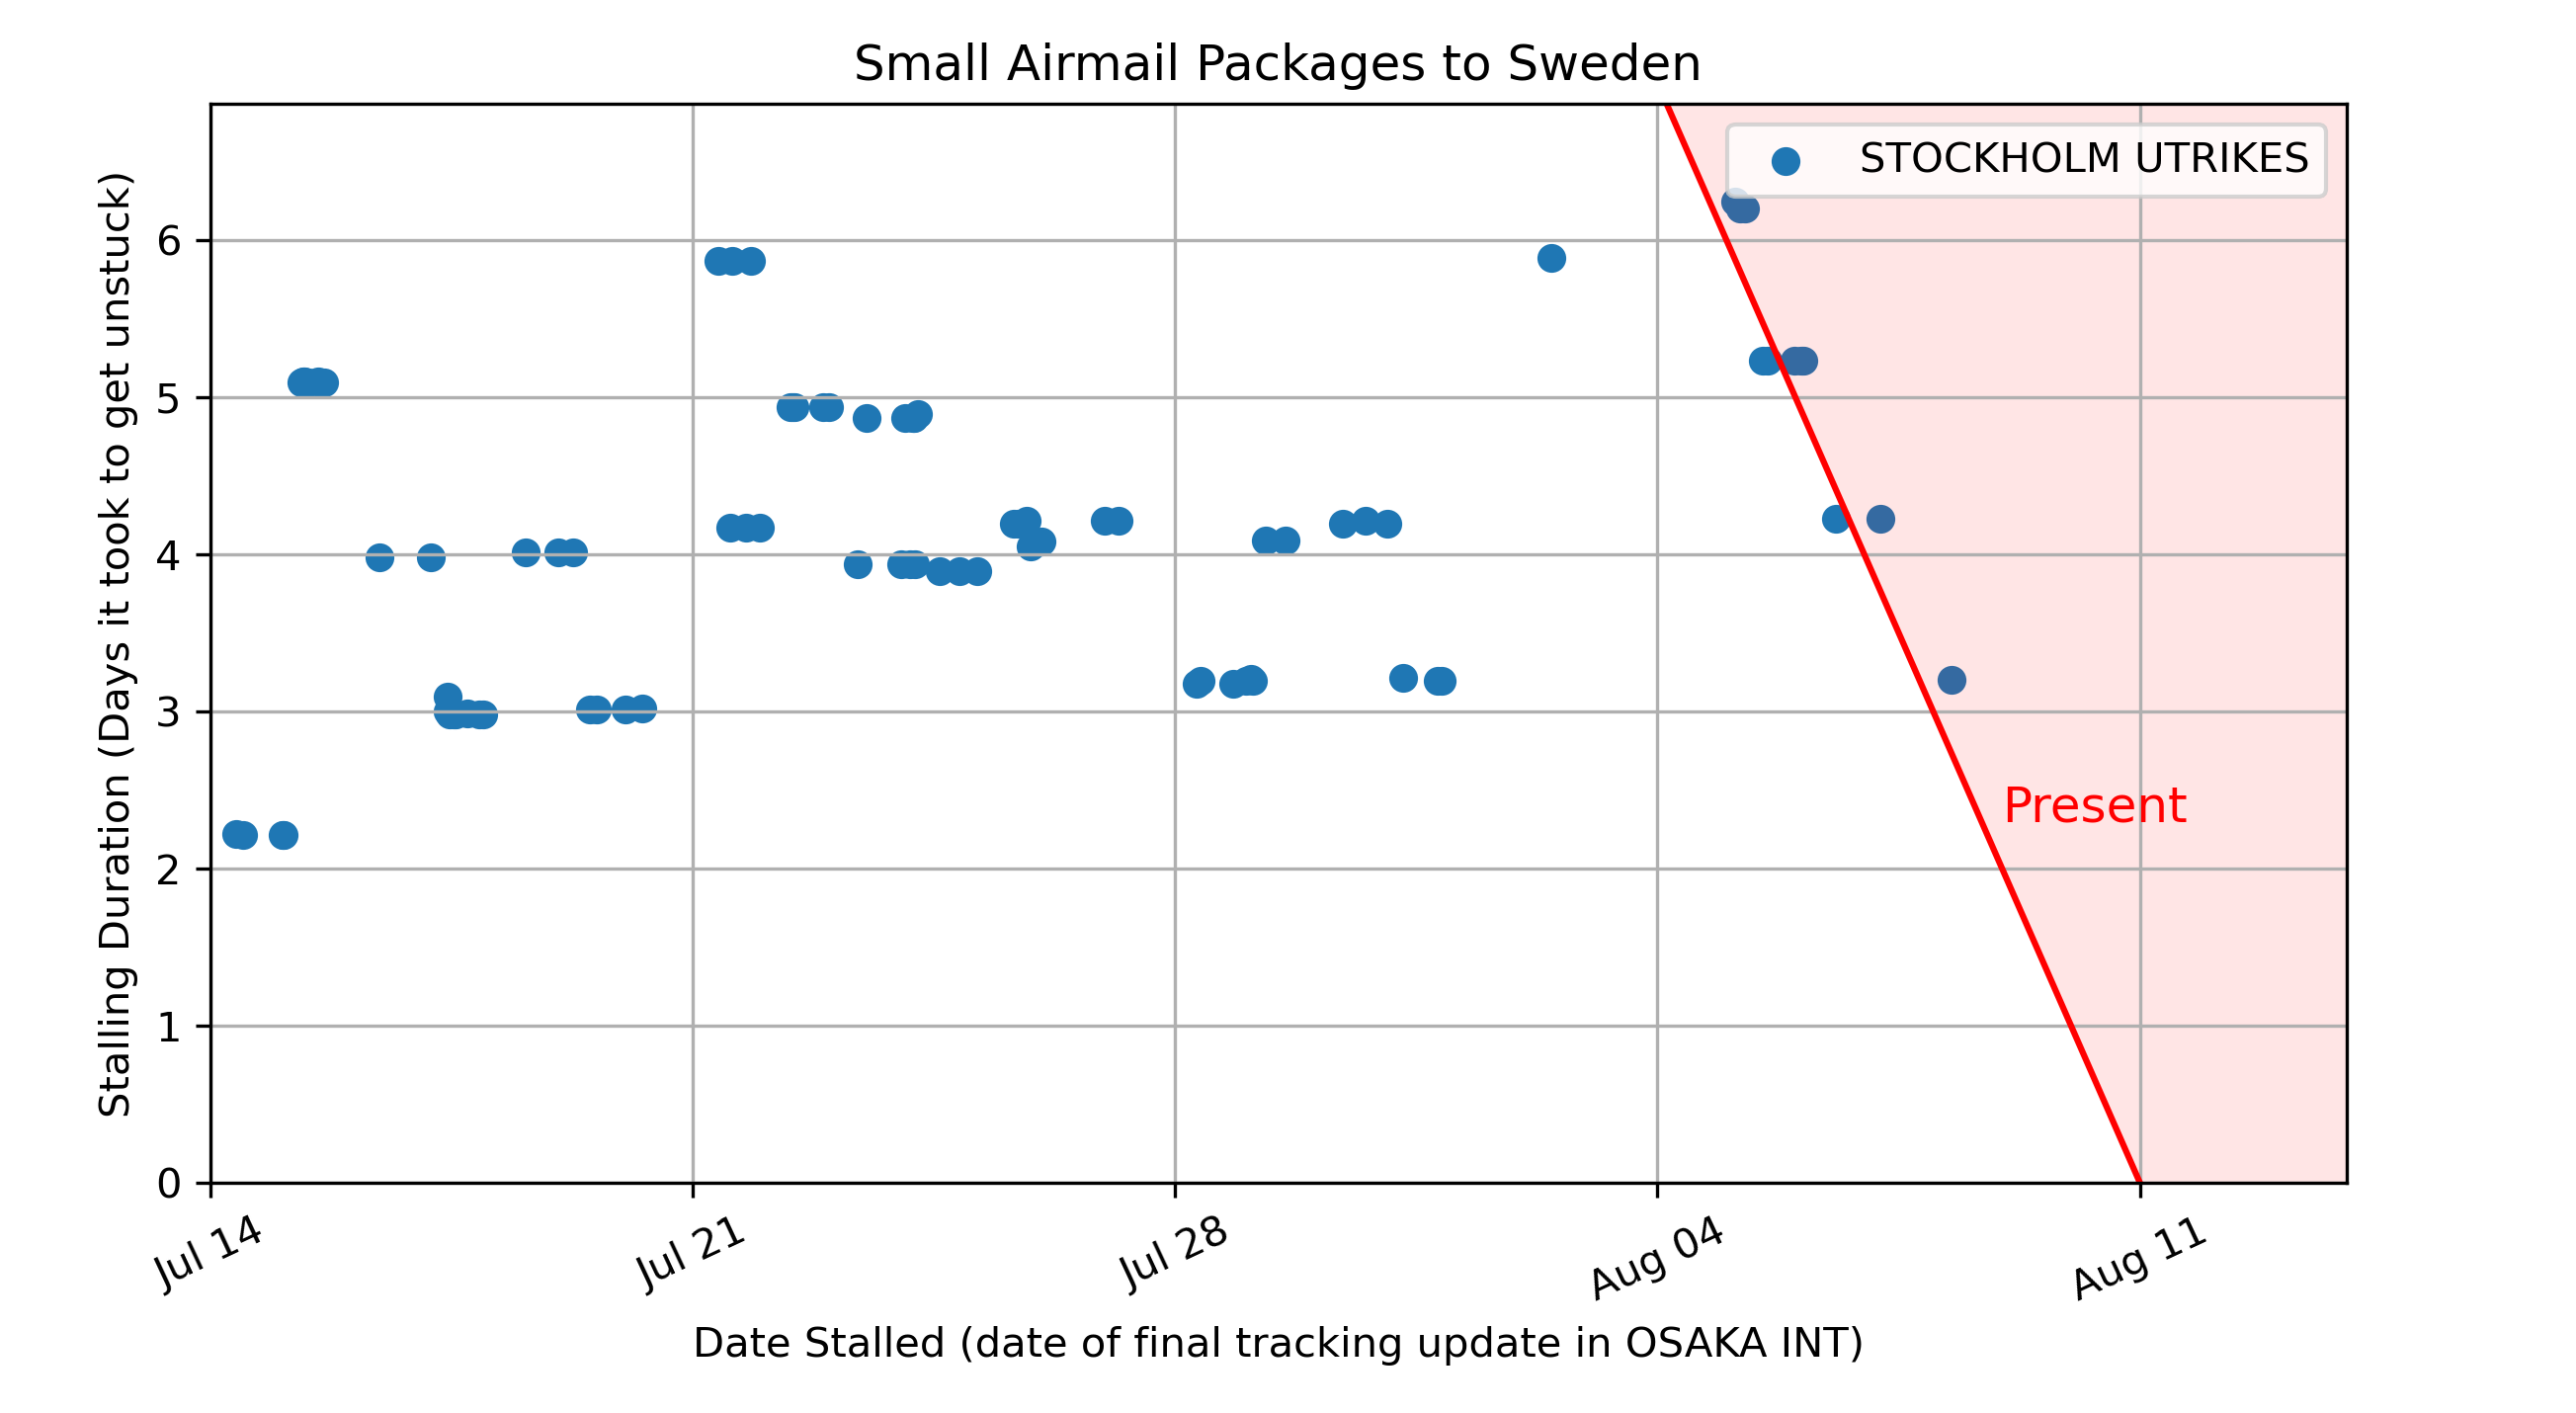 Small Airmail Packages to Sweden
STOCKHOLM UTRIKES
Stalling Duration (Days it took to get unstuck)
6
5
4
3
2
1
0
Present
Jul 14
Jul 21
Jul 28
Aug 04
Aug 11
Date Stalled (date of final tracking update in OSAKA INT)